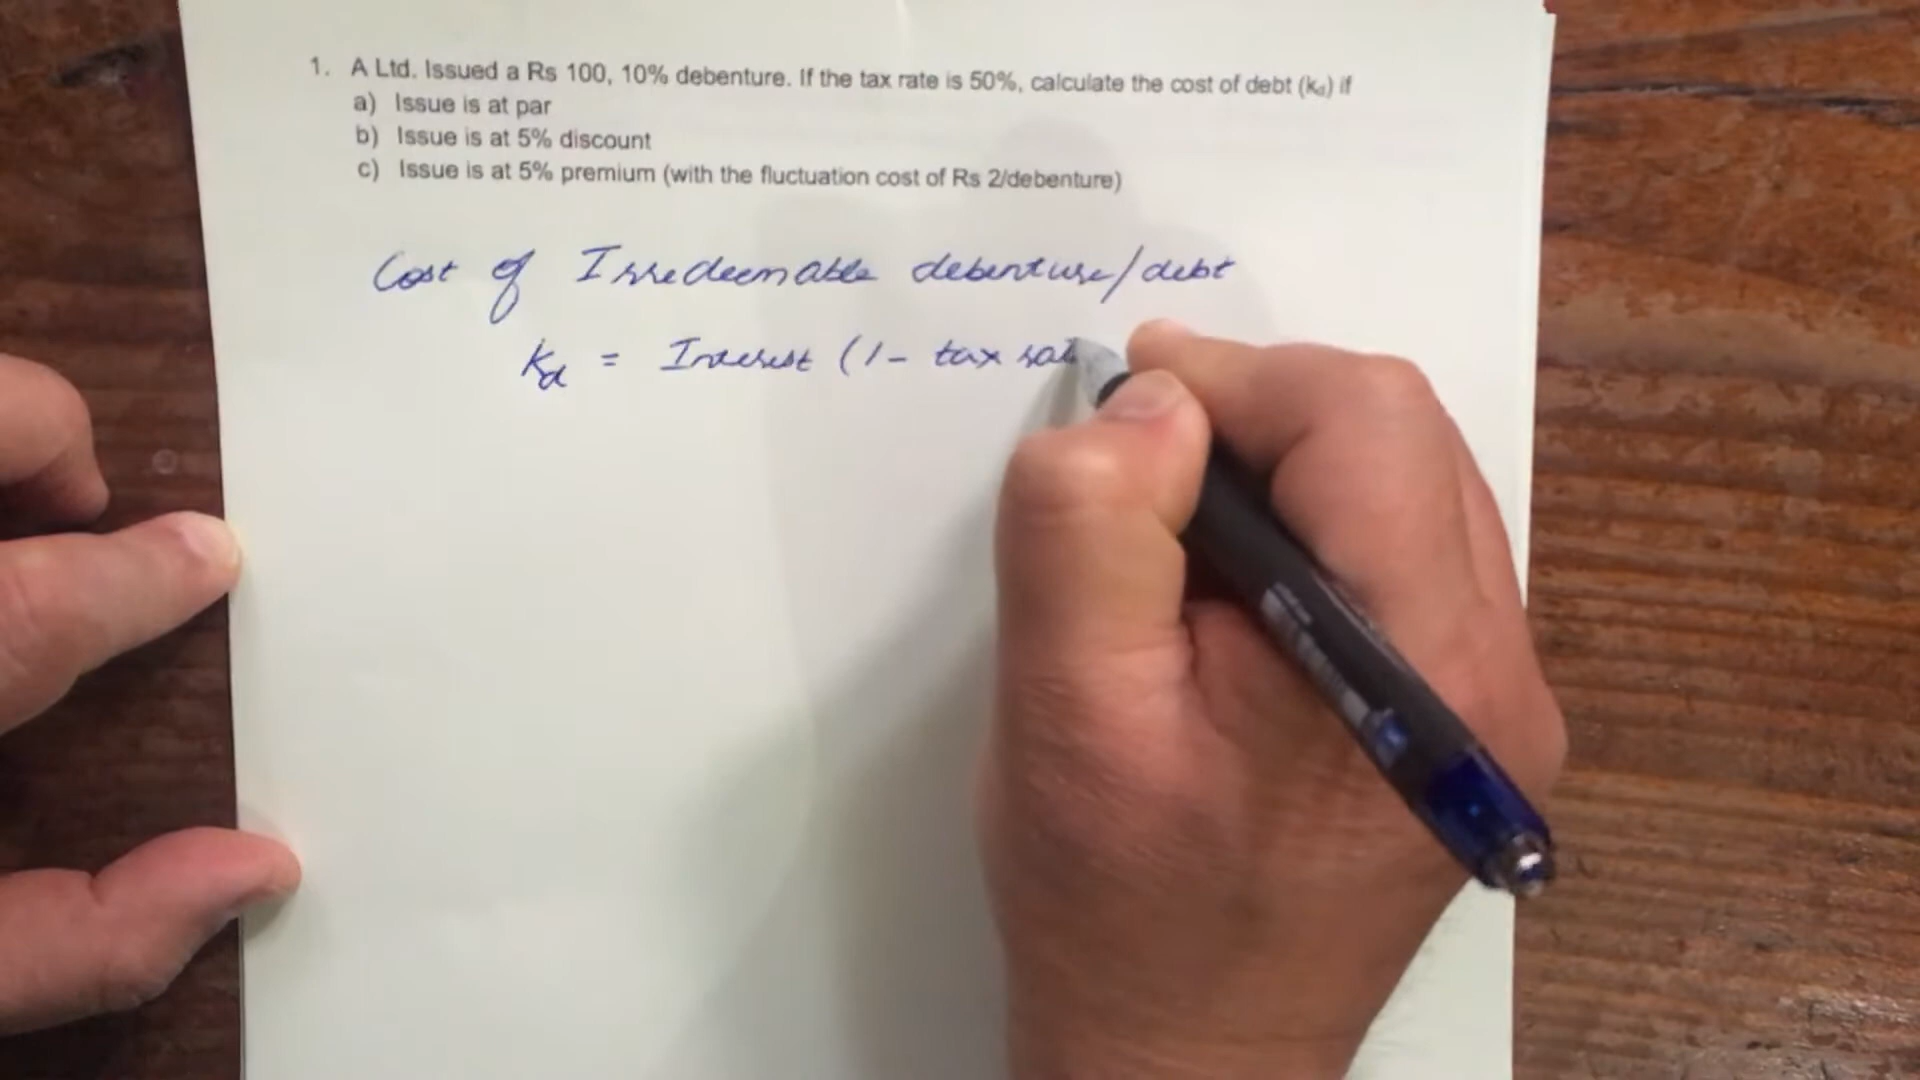 1. A Ltd. Issued a Rs 100, 10% debenture. If the tax rate is 50%, calculate the cost of debt (kd) if
a) Issue is at par
b) Issue is at 5% discount
c) Issue is at 5% premium (with the fluctuation cost of Rs 2/debenture)
Cost of Irredeemable debenture/debt
Kd = Interest (1- tax rat